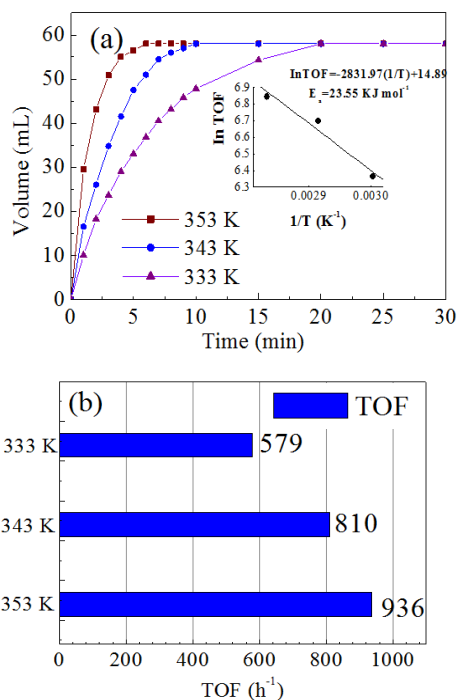 (a)
60
50
40
30
20
10
0
Volume (mL)
0 5 10 15 20 25 30
Time (min)
353 K
343 K
333 K
lnTOF=-2831.97(1/T)+14.89
Ea=23.55 KJ mol-1
ln TOF
6.9
6.8
6.7
6.6
6.5
6.4
6.3
0.0029 0.0030
1/T (K-1)
(b)
TOF
333 K
579
343 K
810
353 K
936
0 200 400 600 800 1000
TOF (h-1)